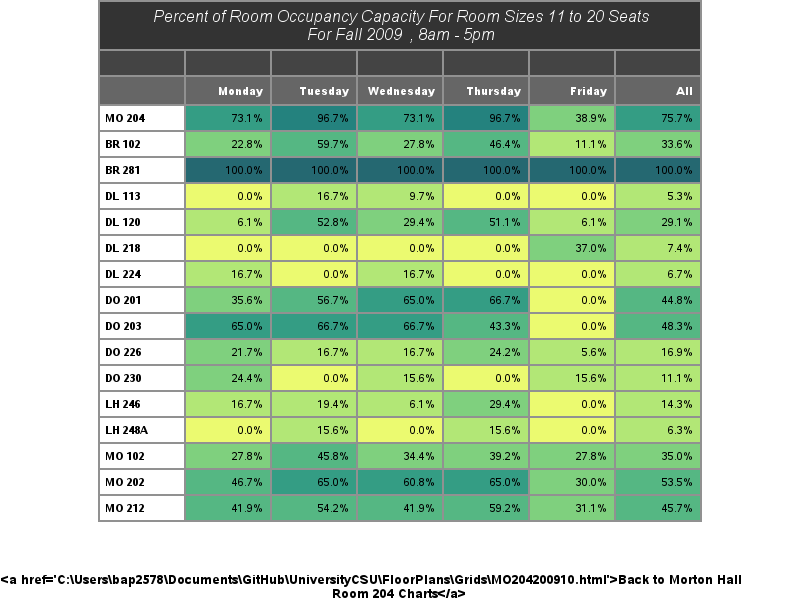 Percent of Room Occupancy Capacity For Room Sizes 11 to 20 Seats
For Fall 2009 , 8am - 5pm
Monday Tuesday Wednesday Thursday Friday All
MO 204 73.1% 96.7% 73.1% 96.7% 38.9% 75.7%
BR 102 22.8% 59.7% 27.8% 46.4% 11.1% 33.6%
BR 281 100.0% 100.0% 100.0% 100.0% 100.0% 100.0%
DL 113 0.0% 16.7% 9.7% 0.0% 0.0% 5.3%
DL 120 6.1% 52.8% 29.4% 51.1% 6.1% 29.1%
DL 218 0.0% 0.0% 0.0% 0.0% 37.0% 7.4%
DL 224 16.7% 0.0% 16.7% 0.0% 0.0% 6.7%
DO 201 35.6% 56.7% 65.0% 66.7% 0.0% 44.8%
DO 203 65.0% 66.7% 66.7% 43.3% 0.0% 48.3%
DO 226 21.7% 16.7% 16.7% 24.2% 5.6% 16.9%
DO 230 24.4% 0.0% 15.6% 0.0% 15.6% 11.1%
LH 246 16.7% 19.4% 6.1% 29.4% 0.0% 14.3%
LH 248A 0.0% 15.6% 0.0% 15.6% 0.0% 6.3%
MO 102 27.8% 45.8% 34.4% 39.2% 27.8% 35.0%
MO 202 46.7% 65.0% 60.8% 65.0% 30.0% 53.5%
MO 212 41.9% 54.2% 41.9% 59.2% 31.1% 45.7%
<a href='C:\Users\bap2578\Documents\GitHub\UniversityCSU\FloorPlans\Grids\MO204200910.html'>Back to Morton Hall
Room 204 Charts</a>